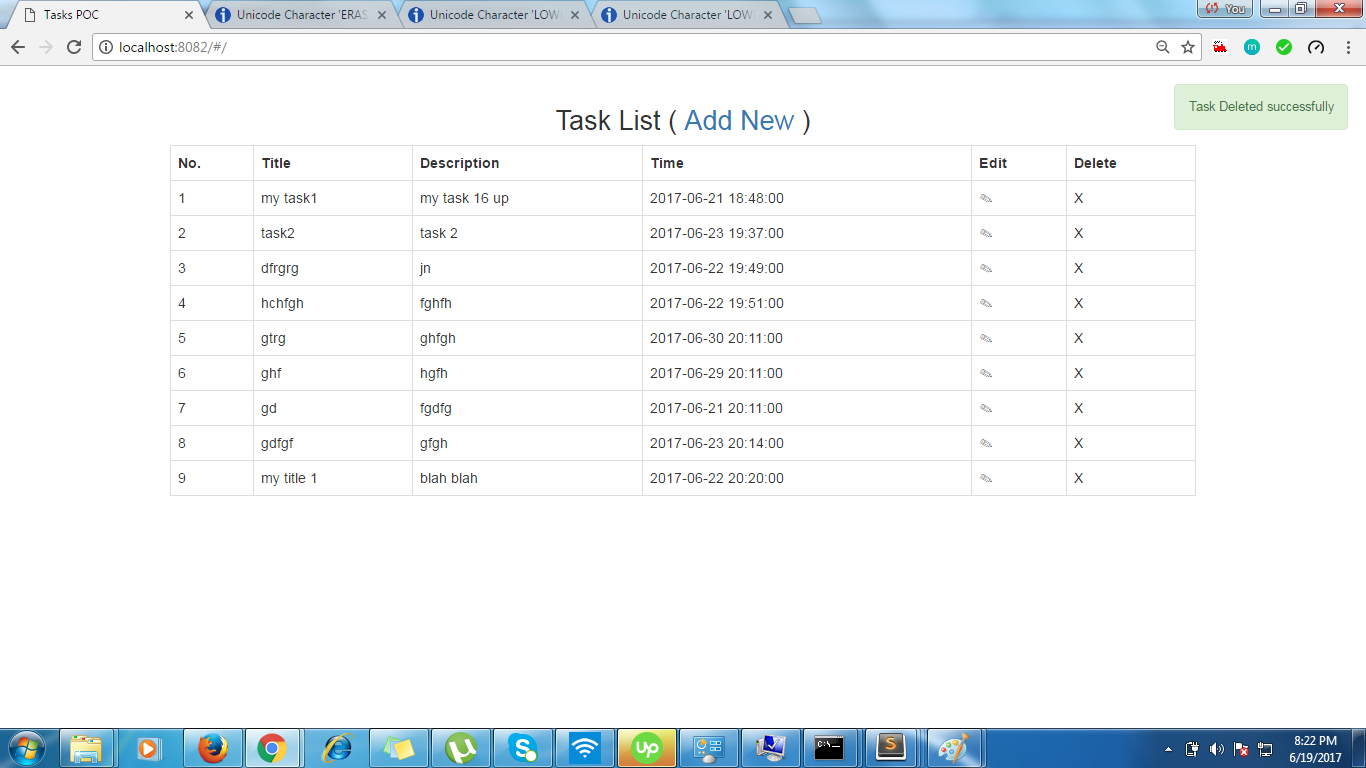 Tasks POC
Unicode Character 'ERAS
Unicode Character 'LOW
Unicode Character 'LOW
You
localhost:8082/#/
m
Task Deleted successfully
Task List ( Add New )
No. Title Description Time Edit Delete
1 my task1 my task 16 up 2017-06-21 18:48:00 ✎ X
2 task2 task 2 2017-06-23 19:37:00 ✎ X
3 dfrgrg jn 2017-06-22 19:49:00 ✎ X
4 hchfgh fghfh 2017-06-22 19:51:00 ✎ X
5 gtrg ghfgh 2017-06-30 20:11:00 ✎ X
6 ghf hgfh 2017-06-29 20:11:00 ✎ X
7 gd fgdfg 2017-06-21 20:11:00 ✎ X
8 gdfgf gfgh 2017-06-23 20:14:00 ✎ X
9 my title 1 blah blah 2017-06-22 20:20:00 ✎ X
up
C:\
8:22 PM
6/19/2017